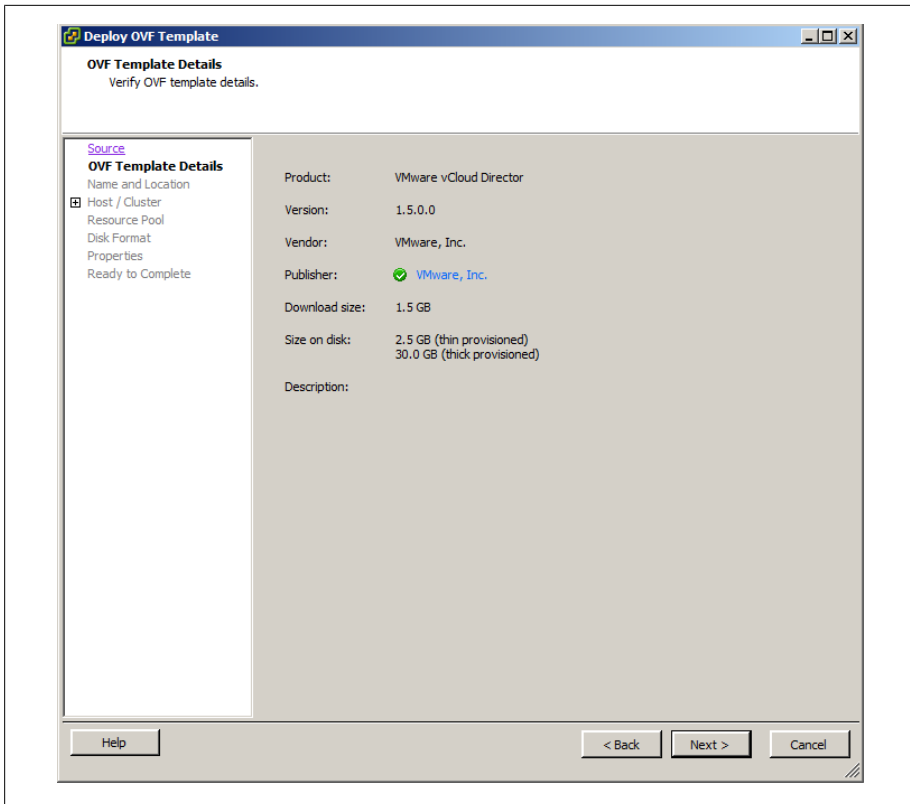 Deploy OVF Template
OVF Template Details
Verify OVF template details.
Source
OVF Template Details
Name and Location
Host / Cluster
Resource Pool
Disk Format
Properties
Ready to Complete
Product: VMware vCloud Director
Version: 1.5.0.0
Vendor: VMware, Inc.
Publisher: VMware, Inc.
Download size: 1.5 GB
Size on disk: 2.5 GB (thin provisioned)
30.0 GB (thick provisioned)
Description:
Help < Back Next > Cancel